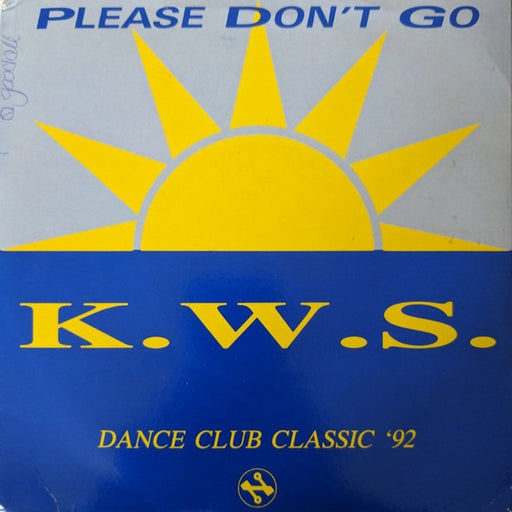 PLEASE DON'T GO
K.W.S.
DANCE CLUB CLASSIC '92